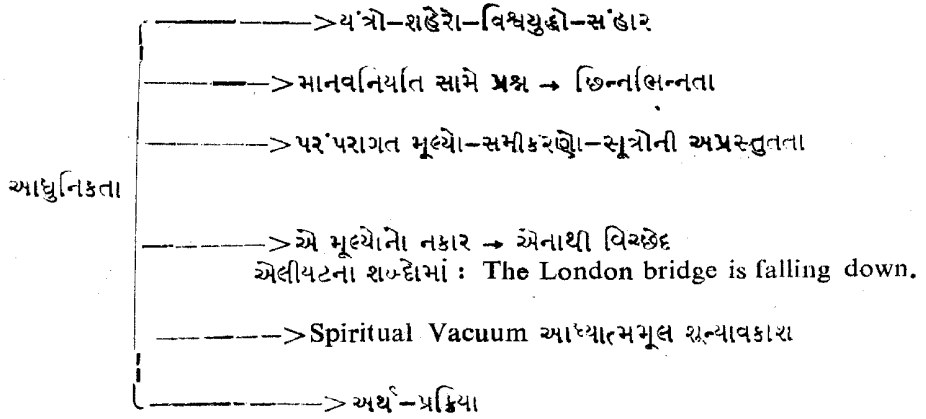 યંત્રો–શહેરો–વિશ્વયુદ્ધો–સંહાર
માનવનિર્યાત સામે પ્રશ્ન → છિન્નભિન્નતા
પરંપરાગત મૂલ્યો–સમીકરણો–સૂત્રોની અપ્રસ્તુતતા
આધુનિકતા
એ મૂલ્યોનો નકાર → એનાથી વિચ્છેદ
એલીયટના શબ્દોમાં : The London bridge is falling down.
Spiritual Vacuum આધ્યાત્મમૂલ શૂન્યાવકાશ
અર્થ–પ્રક્રિયા